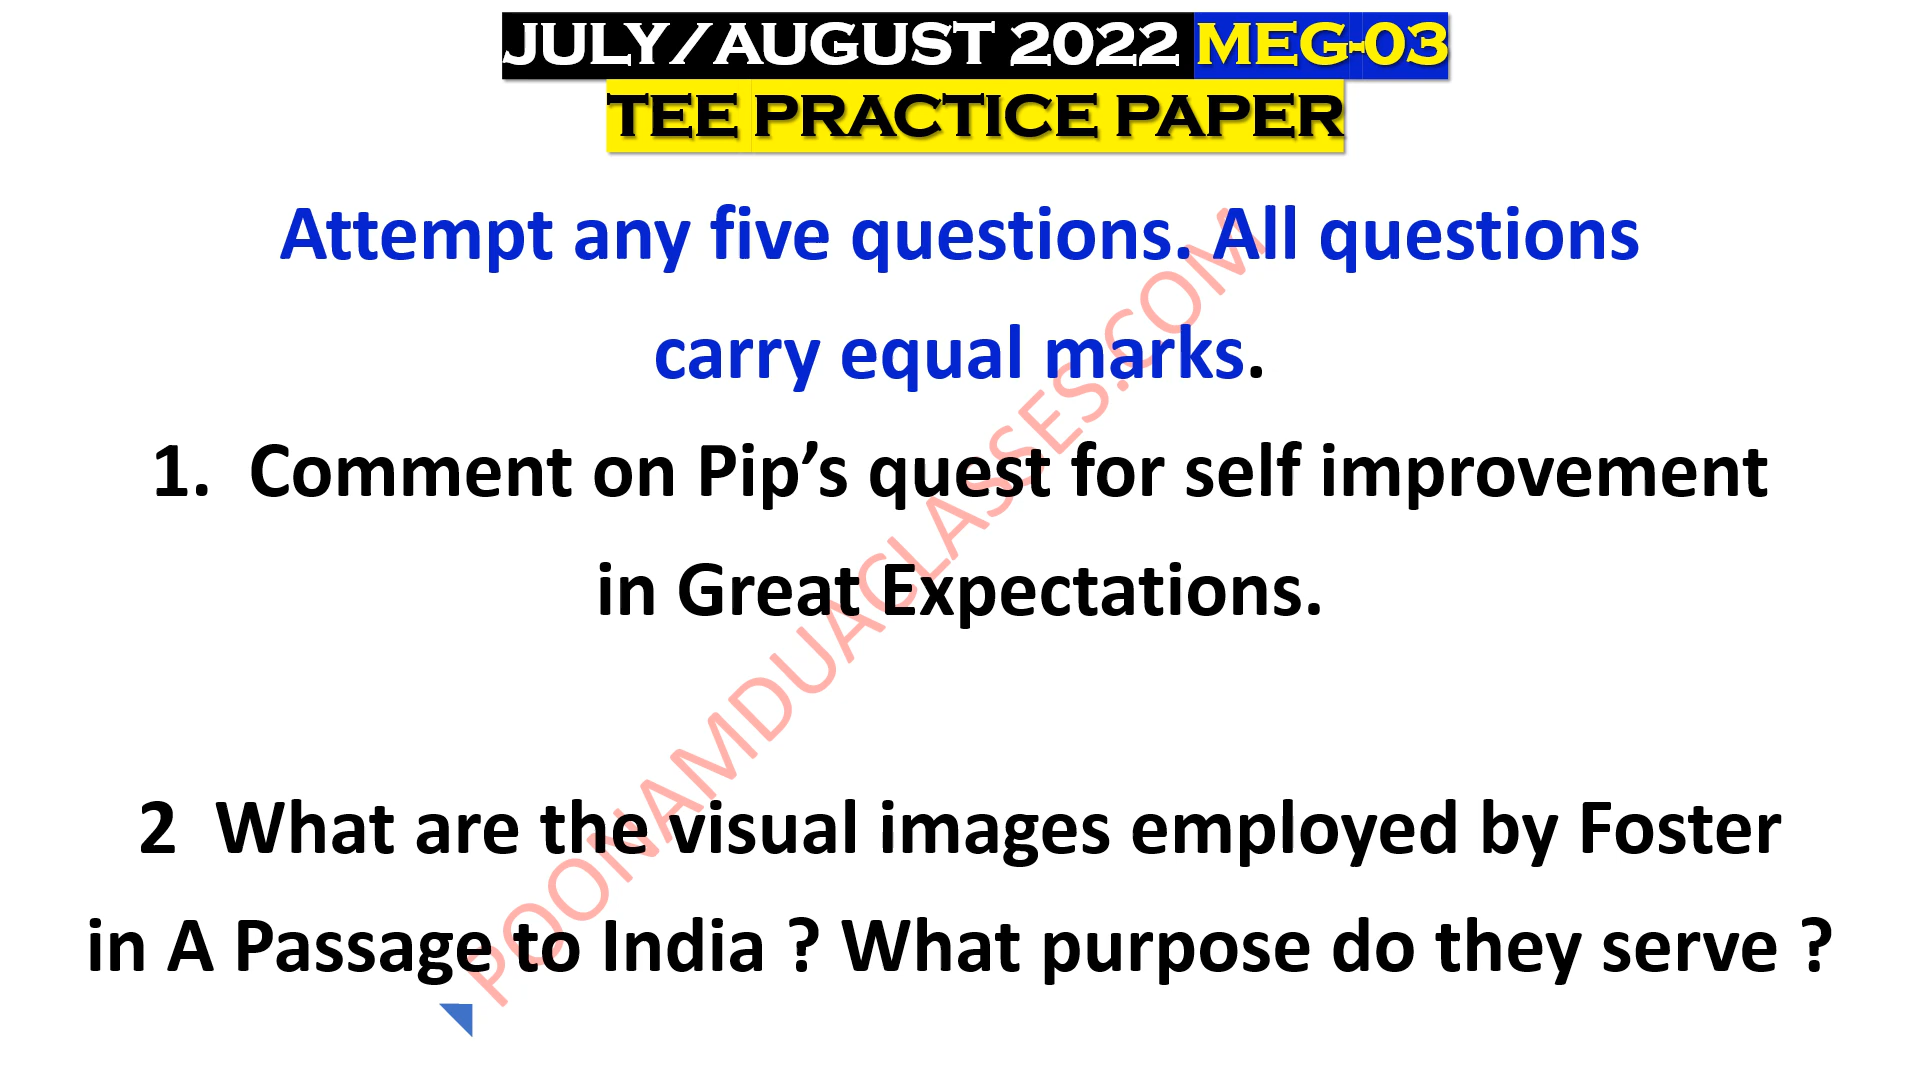 JULY/AUGUST 2022 MEG-03
TEE PRACTICE PAPER
Attempt any five questions. All questions
carry equal marks.
1. Comment on Pip’s quest for self improvement
in Great Expectations.
2 What are the visual images employed by Foster
in A Passage to India ? What purpose do they serve ?
POONAMDUACLASSES.COM